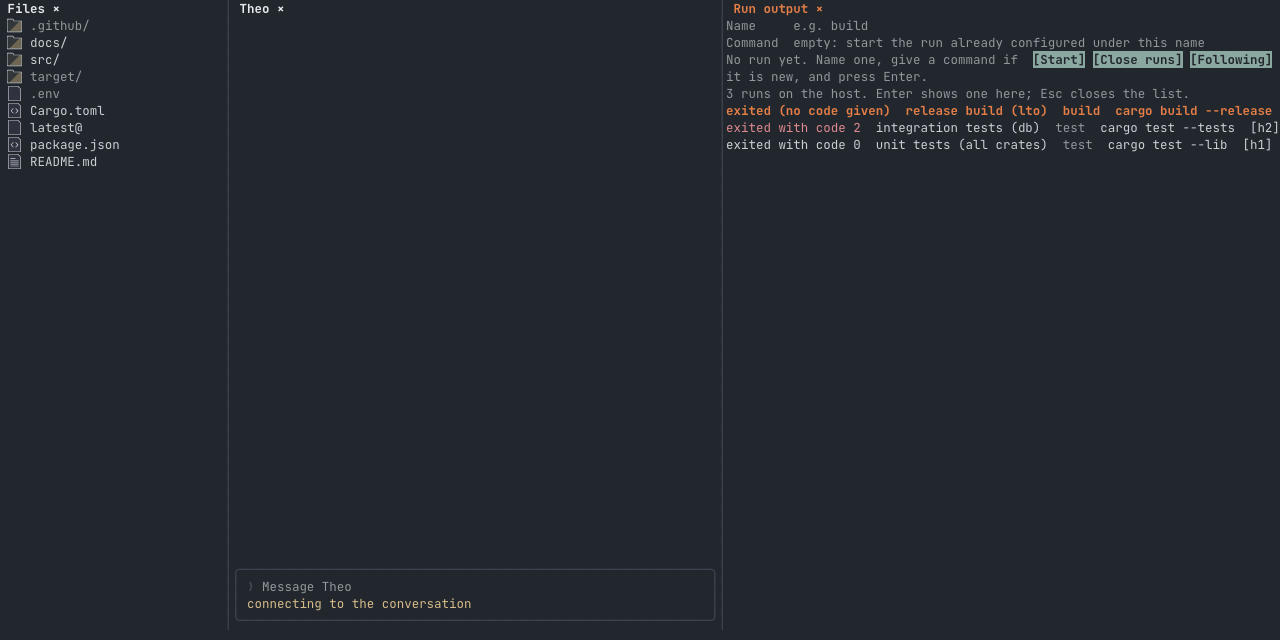 Files ×
.github/
docs/
src/
target/
.env
Cargo.toml
latest@
package.json
README.md
Theo ×
⟩ Message Theo
connecting to the conversation
Run output ×
Name     e.g. build
Command  empty: start the run already configured under this name
No run yet. Name one, give a command if  [Start] [Close runs] [Following]
it is new, and press Enter.
3 runs on the host. Enter shows one here; Esc closes the list.
exited (no code given)  release build (lto)  build  cargo build --release
exited with code 2  integration tests (db)  test  cargo test --tests  [h2]
exited with code 0  unit tests (all crates)  test  cargo test --lib  [h1]